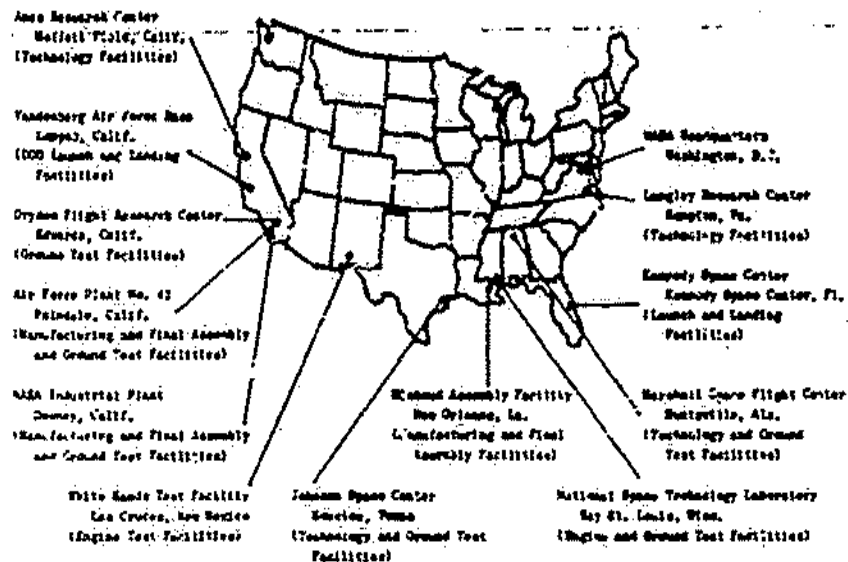 Ames Research Center
Moffett Field, Calif.
(Technology Facilities)
Vandenberg Air Force Base
Lompoc, Calif.
(DOD Launch and Landing
Facilities)
Dryden Flight Research Center
Edwards, Calif.
(Ground Test Facilities)
Air Force Plant No. 42
Palmdale, Calif.
(Manufacturing and Final Assembly
and Ground Test Facilities)
NASA Industrial Plant
Downey, Calif.
(Manufacturing and Final Assembly
and Ground Test Facilities)
White Sands Test Facility
Las Cruces, New Mexico
(Engine Test Facilities)
Johnson Space Center
Houston, Texas
(Technology and Ground Test
Facilities)
Michoud Assembly Facility
New Orleans, La.
(Manufacturing and Final
Assembly Facilities)
NASA Headquarters
Washington, D.C.
Langley Research Center
Hampton, Va.
(Technology Facilities)
Kennedy Space Center
Kennedy Space Center, Fl.
(Launch and Landing
Facilities)
Marshall Space Flight Center
Huntsville, Ala.
(Technology and Ground
Test Facilities)
National Space Technology Laboratory
Bay St. Louis, Miss.
(Engine and Ground Test Facilities)